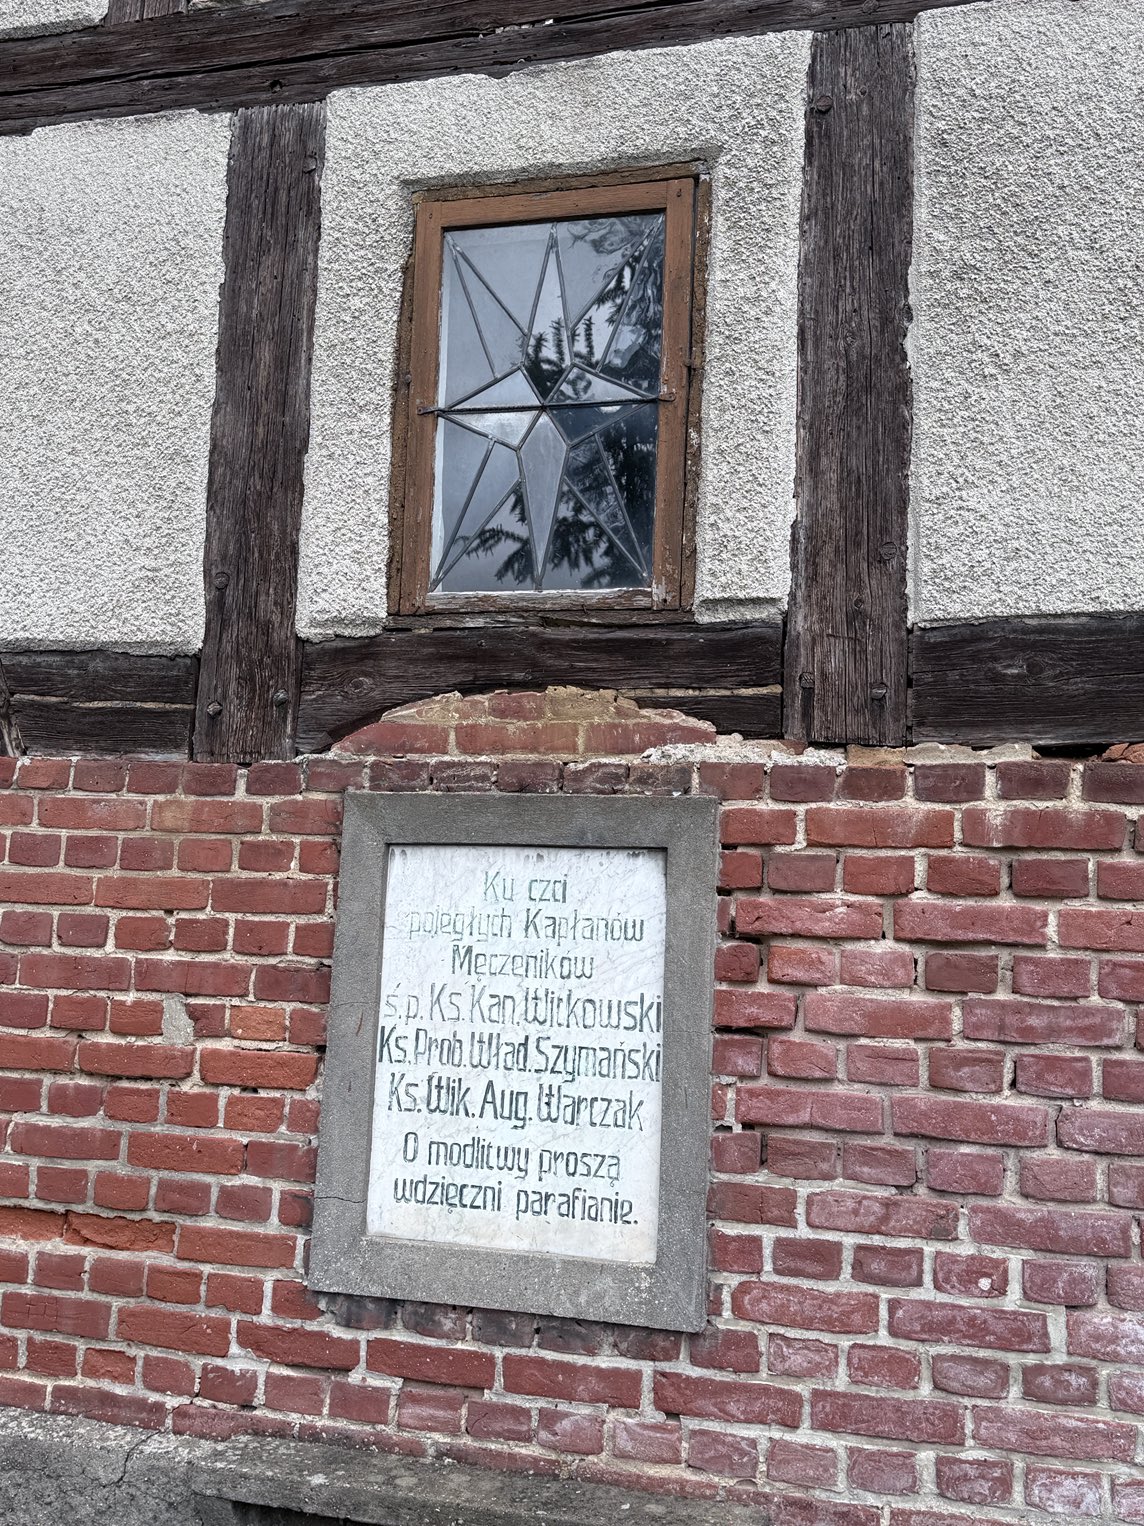 Ku czci
poległych Kapłanów
Męczeników
ś.p. Ks. Kan. Witkowski
Ks. Prob. Wład. Szymański
Ks. Wik. Aug. Warczak
O modlitwy proszą
wdzięczni parafianie.